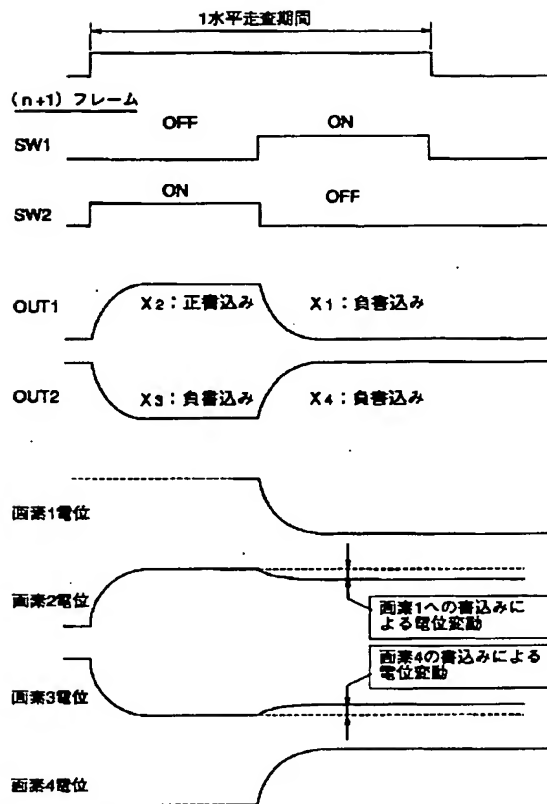 1水平走査期間
(n+1) フレーム
OFF
ON
SW1
ON
OFF
SW2
OUT1
X2:正書込み
X1:負書込み
OUT2
X3:負書込み
X4:負書込み
画素1電位
画素2電位
画素1への書込みに
よる電位変動
画素4の書込みによる
電位変動
画素3電位
画素4電位